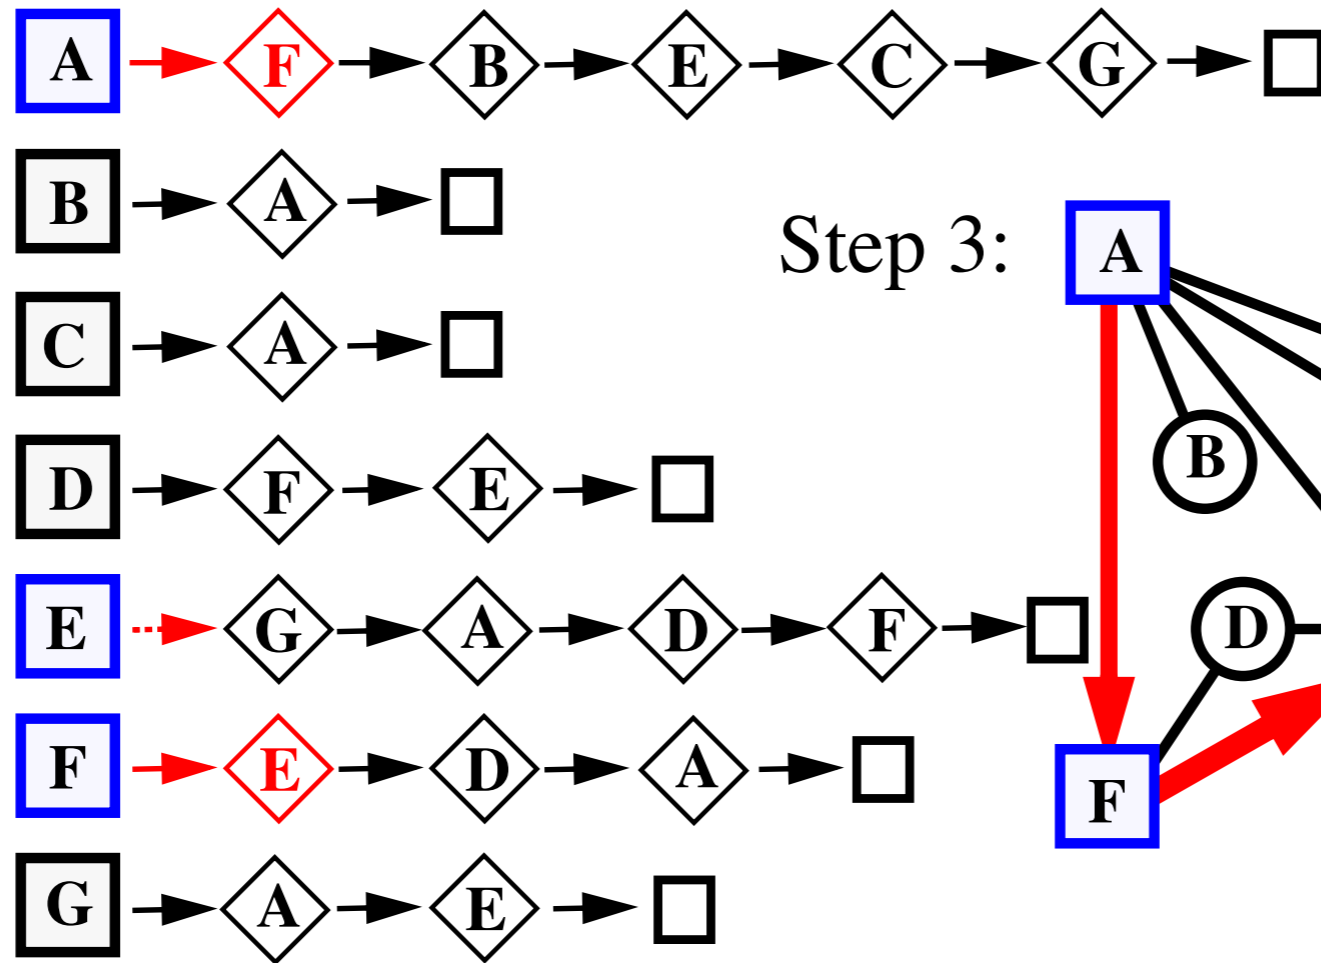 A F B E C G
B A
C A
D F E
E G A D F
F E D A
G A E
Step 3:
A
B
D
F